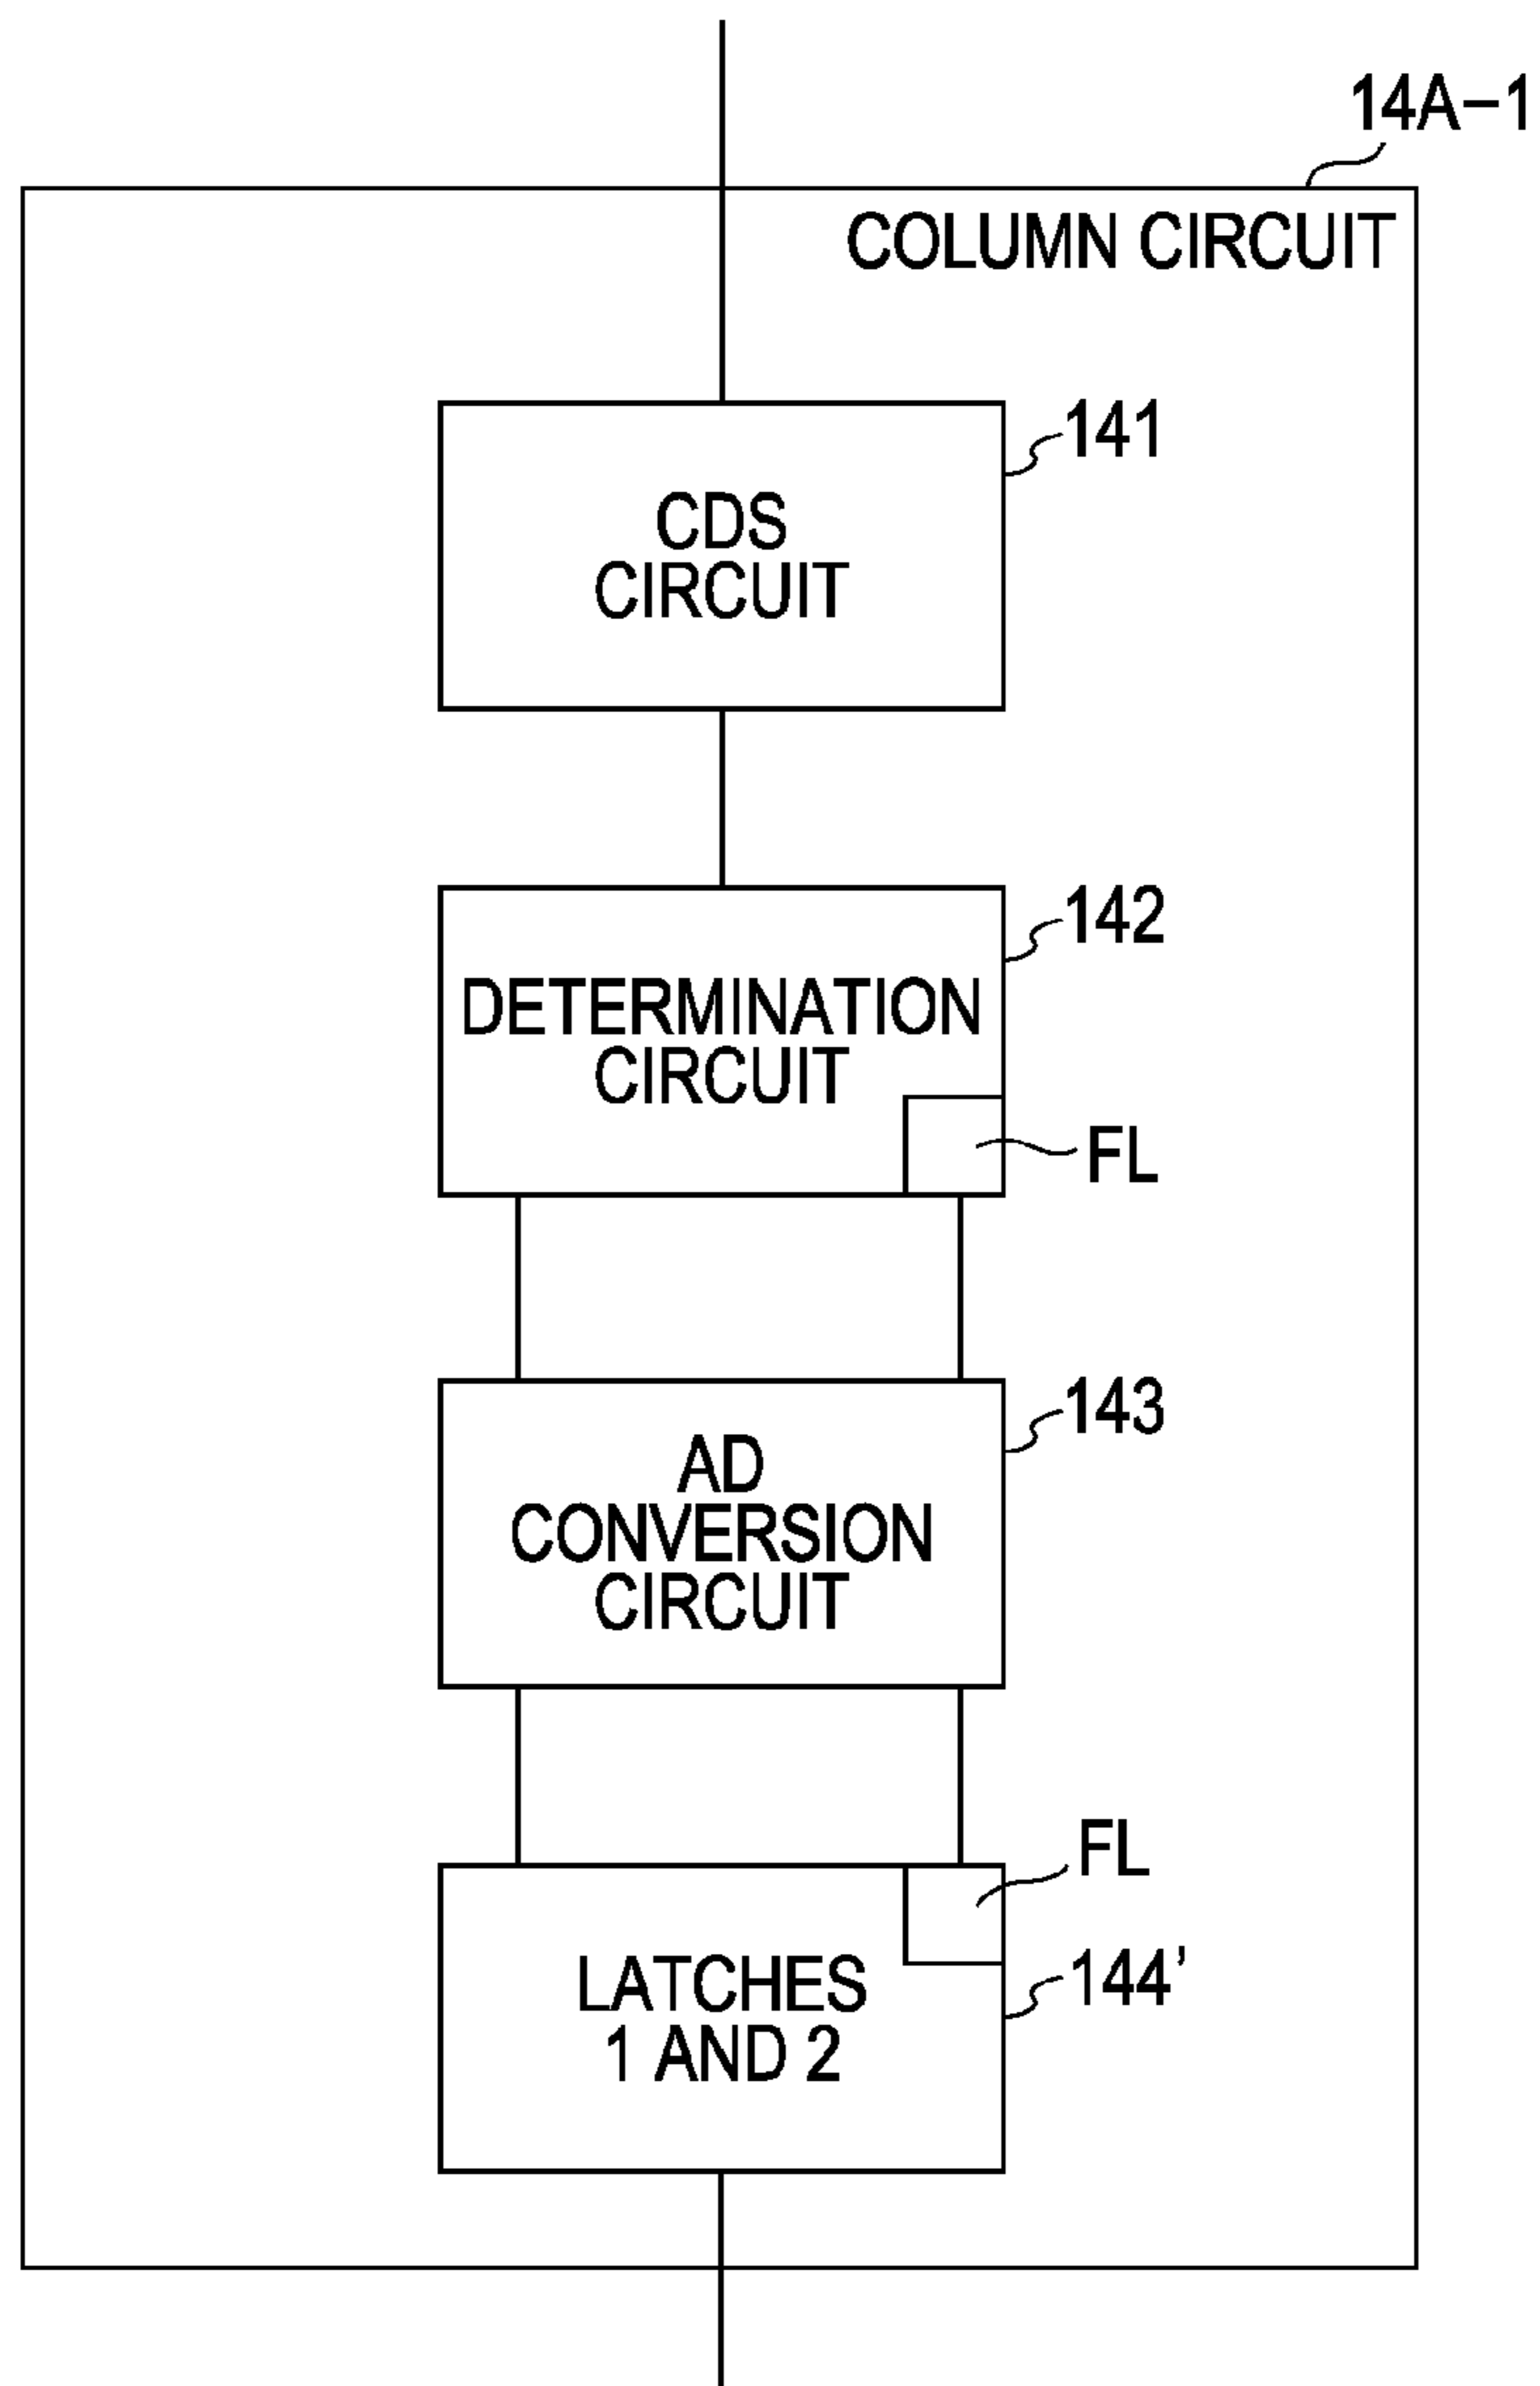 14A-1
COLUMN CIRCUIT
141
CDS
CIRCUIT
142
DETERMINATION
CIRCUIT
FL
143
AD
CONVERSION
CIRCUIT
FL
144'
LATCHES
1 AND 2